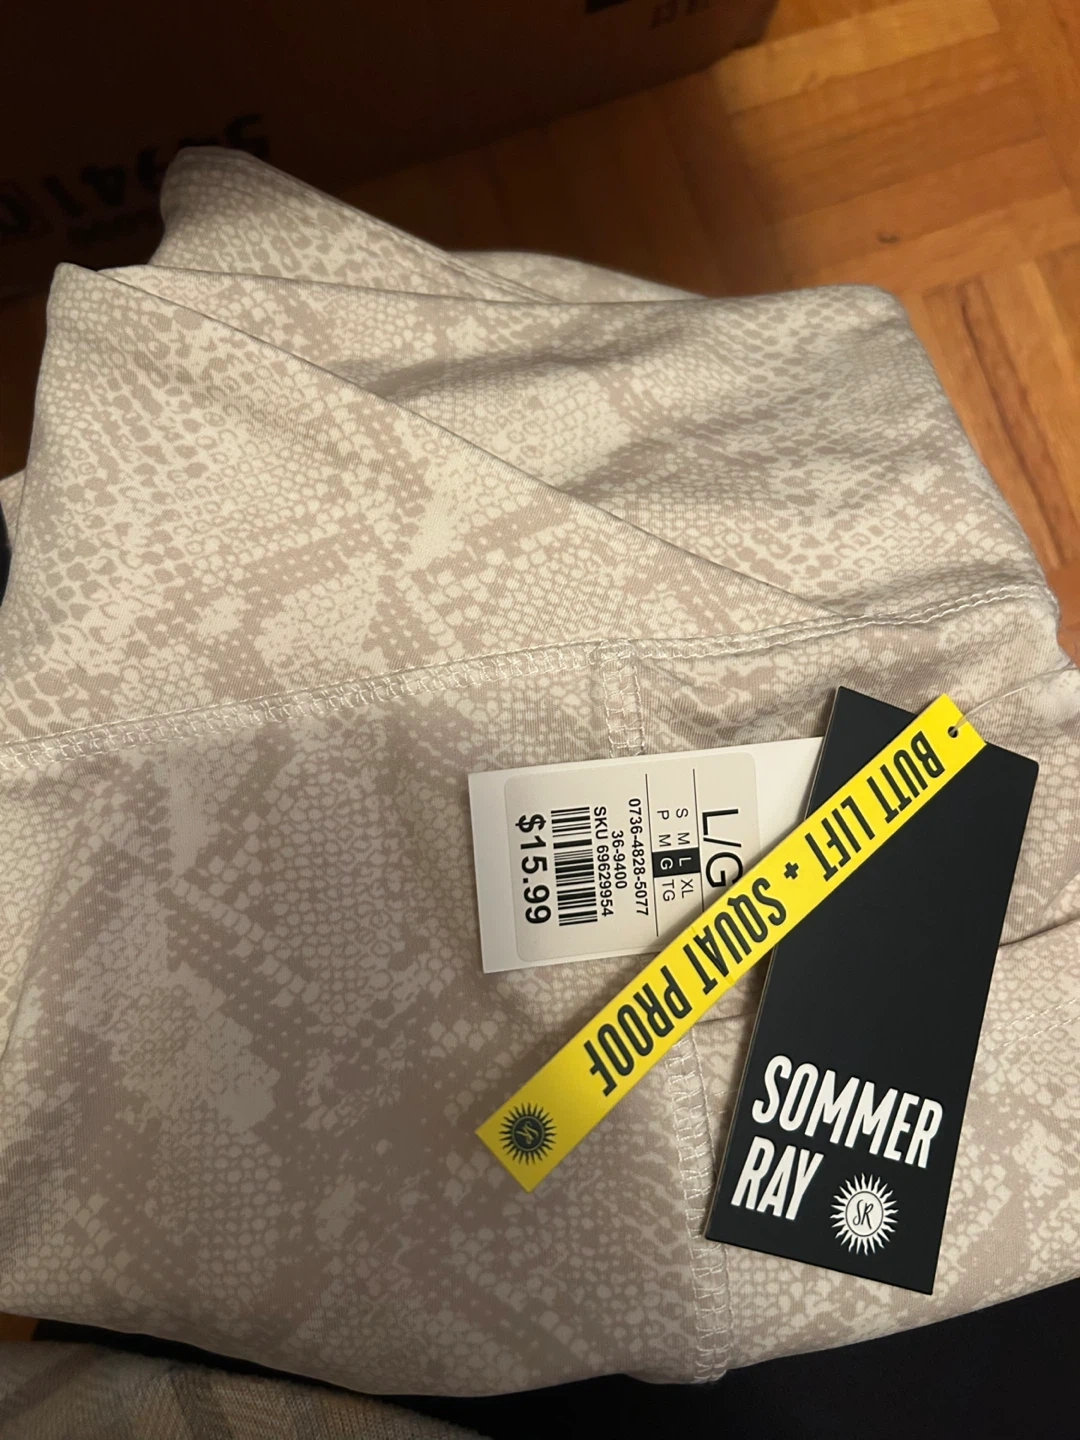 L/G
S M L XL
P M G TG
0736-4828-5077
36-9400
SKU 69629954
$15.99
BUTT LIFT + SQUAT PROOF
SOMMER
RAY
SR